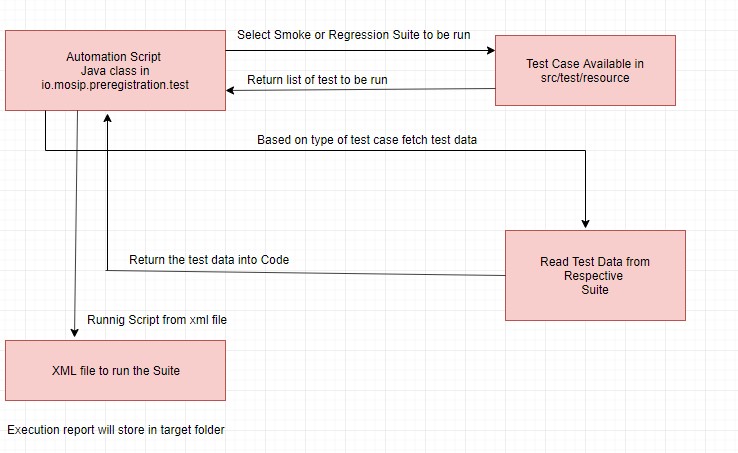 Select Smoke or Regression Suite to be run
Automation Script
Java class in
io.mosip.preregistration.test
Test Case Available in
src/test/resource
Return list of test to be run
Based on type of test case fetch test data
Return the test data into Code
Read Test Data from
Respective
Suite
Runnig Script from xml file
XML file to run the Suite
Execution report will store in target folder